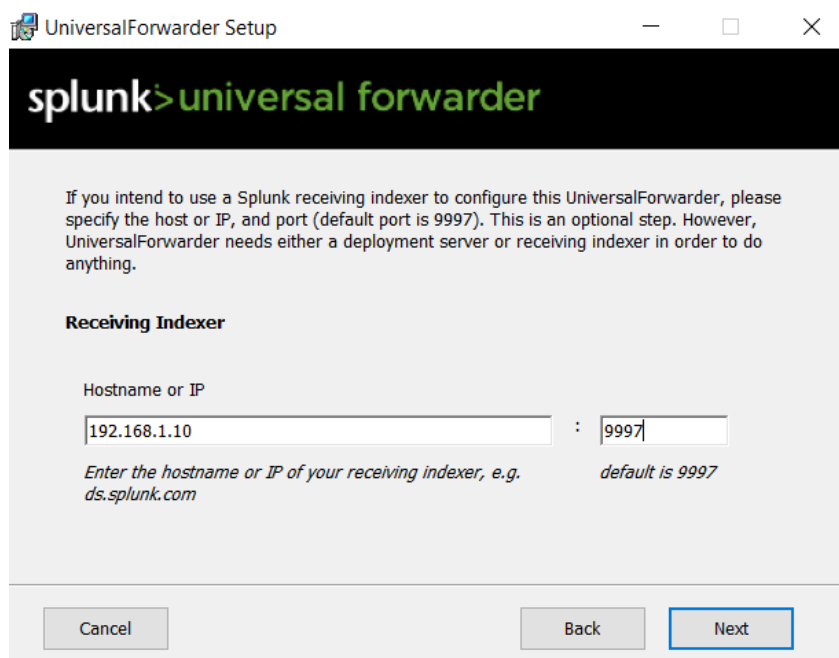 UniversalForwarder Setup
splunk>universal forwarder
If you intend to use a Splunk receiving indexer to configure this UniversalForwarder, please
specify the host or IP, and port (default port is 9997). This is an optional step. However,
UniversalForwarder needs either a deployment server or receiving indexer in order to do
anything.
Receiving Indexer
Hostname or IP
192.168.1.10 : 9997
Enter the hostname or IP of your receiving indexer, e.g. default is 9997
ds.splunk.com
Cancel Back Next